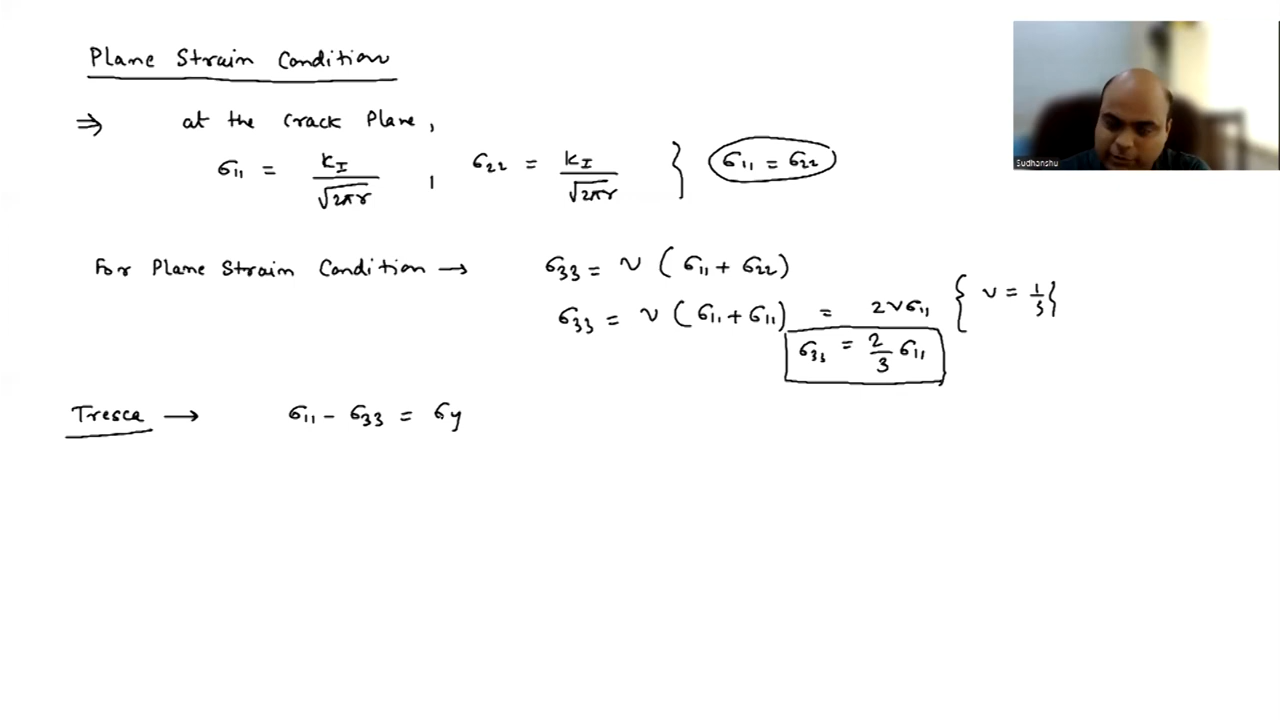 Plane Strain Condition
⇒ at the Crack Plane,
σ11 = KI/√2πr , σ22 = KI/√2πr } σ11 = σ22
For Plane Strain Condition → σ33 = ν (σ11 + σ22)
σ33 = ν (σ11 + σ11) = 2νσ11 { ν = 1/3 }
σ33 = 2/3 σ11
Tresca → σ11 - σ33 = σy
Sudhanshu